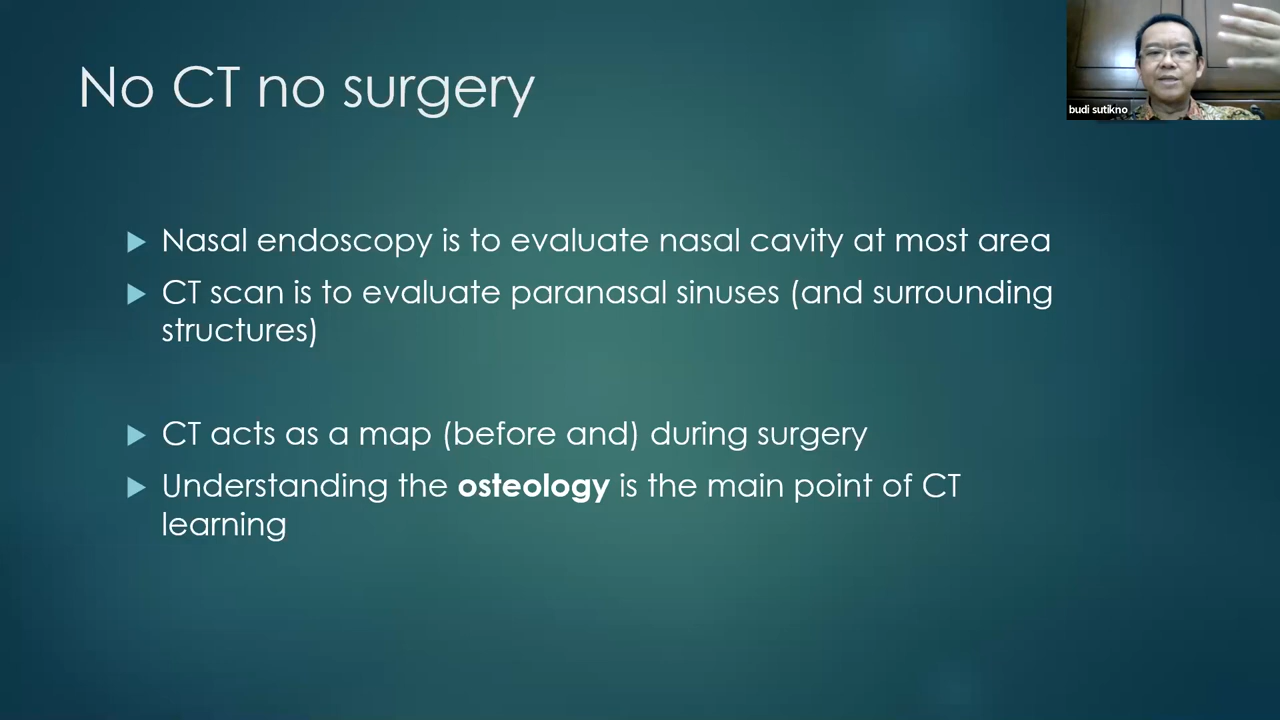 No CT no surgery
budi sutikno
Nasal endoscopy is to evaluate nasal cavity at most area
CT scan is to evaluate paranasal sinuses (and surrounding
structures)
CT acts as a map (before and) during surgery
Understanding the osteology is the main point of CT
learning